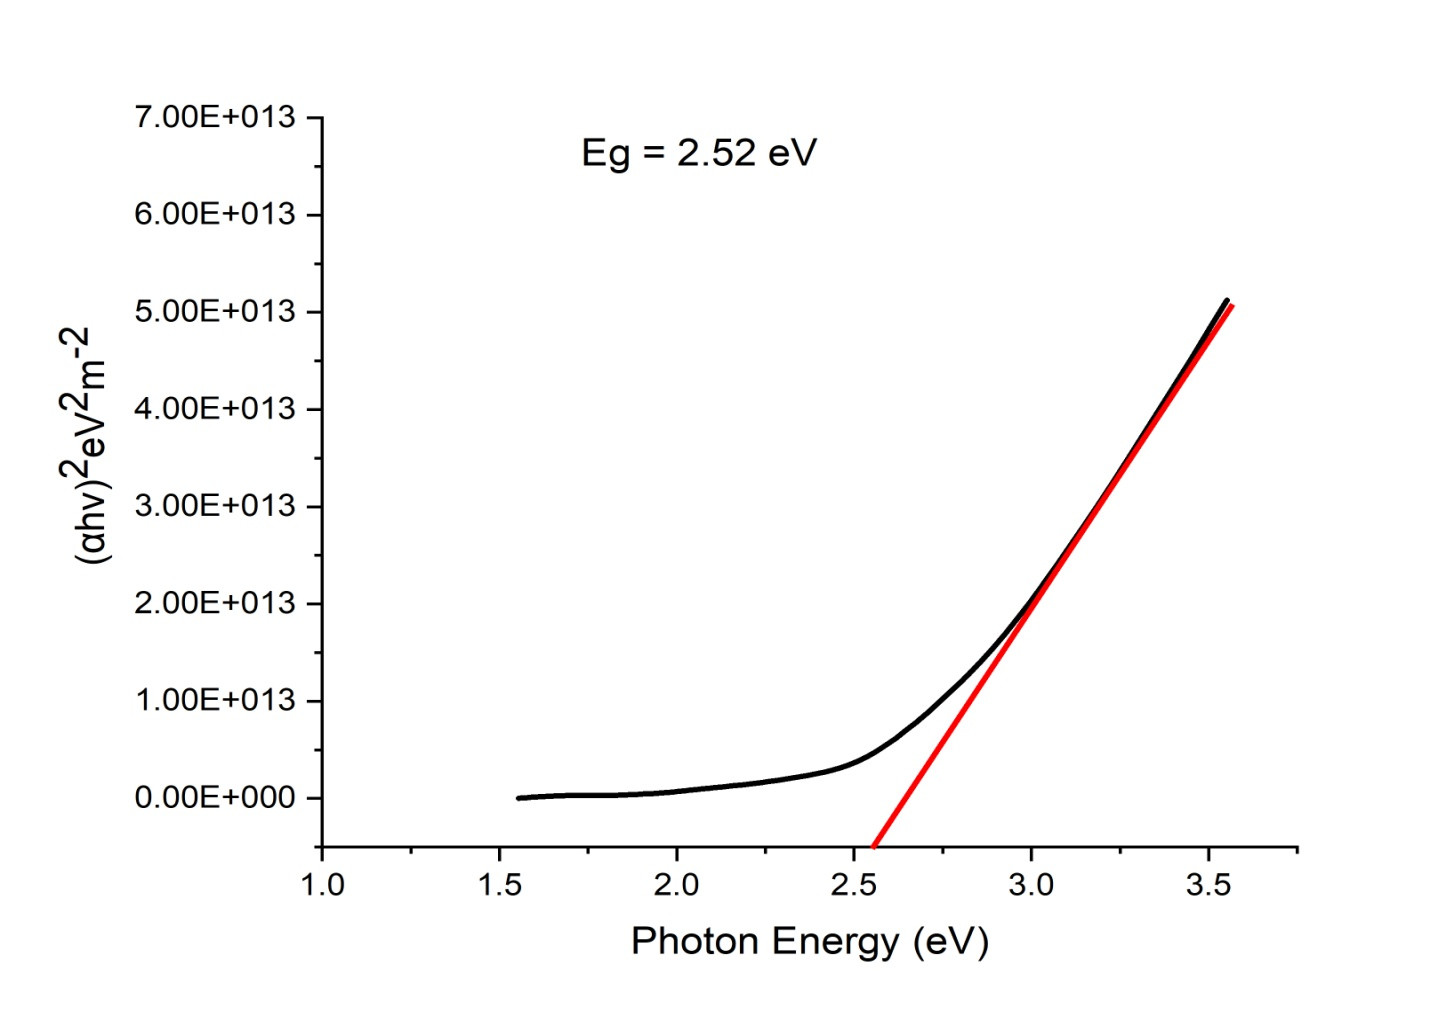 Eg = 2.52 eV
7.00E+013
6.00E+013
5.00E+013
4.00E+013
3.00E+013
2.00E+013
1.00E+013
0.00E+000
(αhv)²eV²m⁻²
1.0 1.5 2.0 2.5 3.0 3.5
Photon Energy (eV)